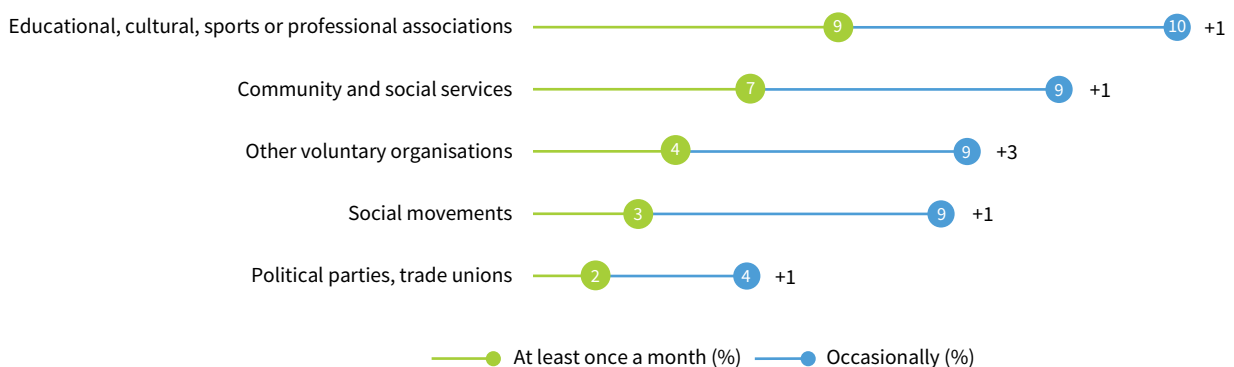 Educational, cultural, sports or professional associations 9 10 +1
Community and social services 7 9 +1
Other voluntary organisations 4 9 +3
Social movements 3 9 +1
Political parties, trade unions 2 4 +1
At least once a month (%) Occasionally (%)